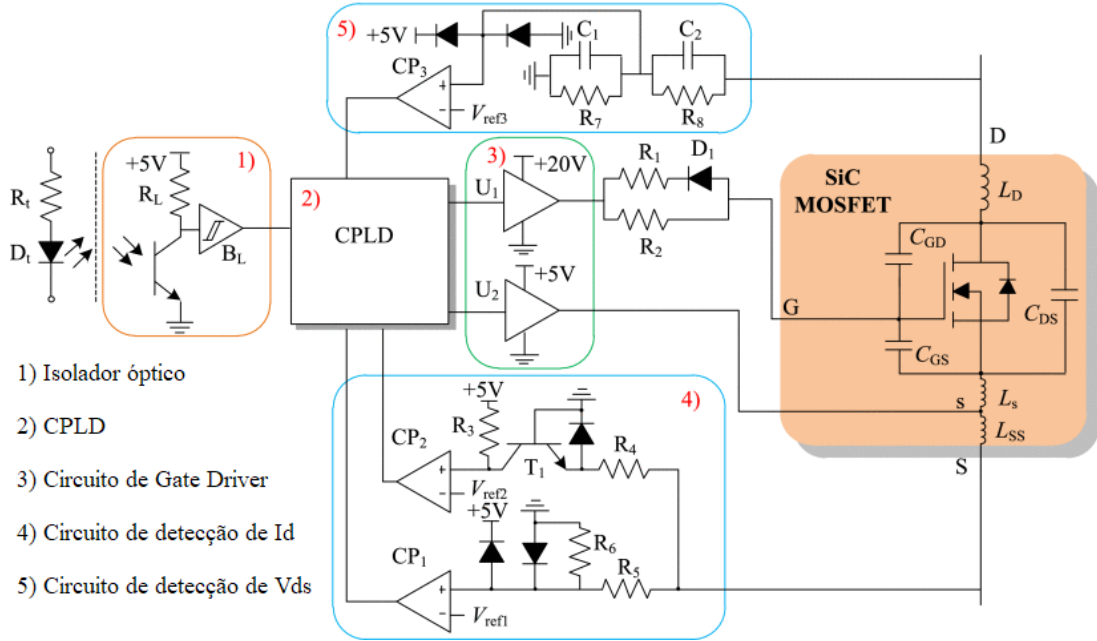 5)
+5V
C1
C2
CP3
+
−
Vref3
R7
R8
D
1)
+5V
RL
BL
Rt
Dt
2)
CPLD
3)
U1
+20V
U2
+5V
R1
D1
R2
SiC
MOSFET
LD
CGD
CDS
G
CGS
Ls
s
LSS
S
4)
+5V
R3
CP2
+
−
Vref2
T1
R4
+5V
CP1
+
−
Vref1
R6
R5
1) Isolador óptico
2) CPLD
3) Circuito de Gate Driver
4) Circuito de detecção de Id
5) Circuito de detecção de Vds